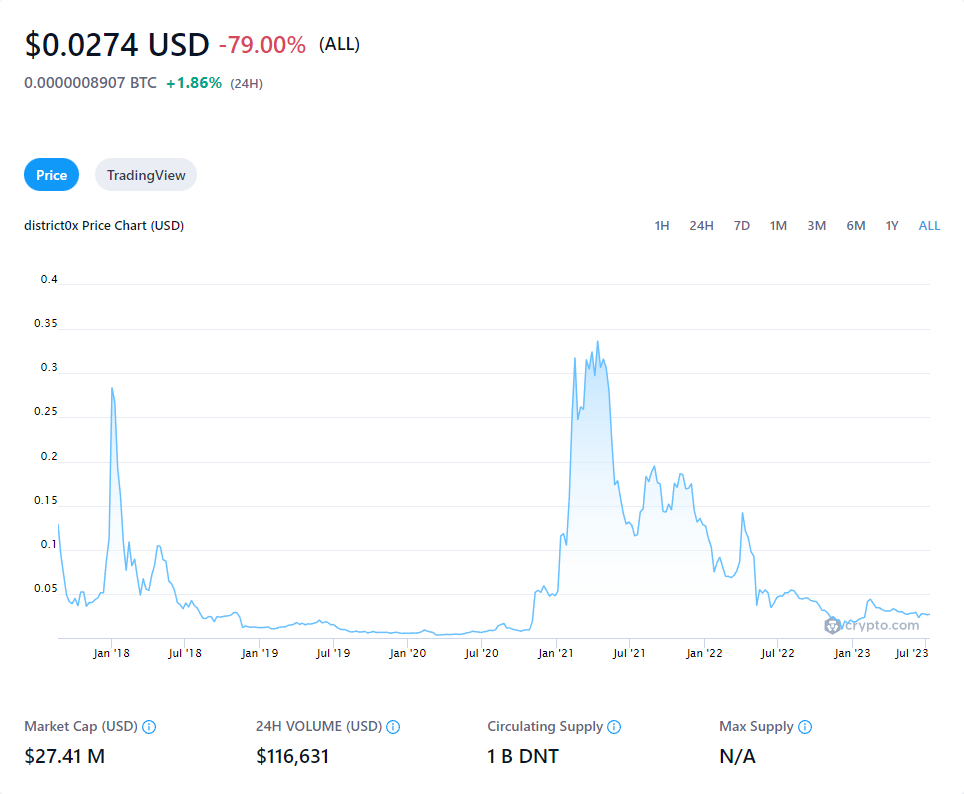 $0.0274 USD -79.00% (ALL)
0.0000008907 BTC +1.86% (24H)
Price TradingView
district0x Price Chart (USD) 1H 24H 7D 1M 3M 6M 1Y ALL
0.4
0.35
0.3
0.25
0.2
0.15
0.1
0.05
crypto.com
Jan '18 Jul '18 Jan '19 Jul '19 Jan '20 Jul '20 Jan '21 Jul '21 Jan '22 Jul '22 Jan '23 Jul '23
Market Cap (USD) 24H VOLUME (USD) Circulating Supply Max Supply
$27.41 M $116,631 1 B DNT N/A